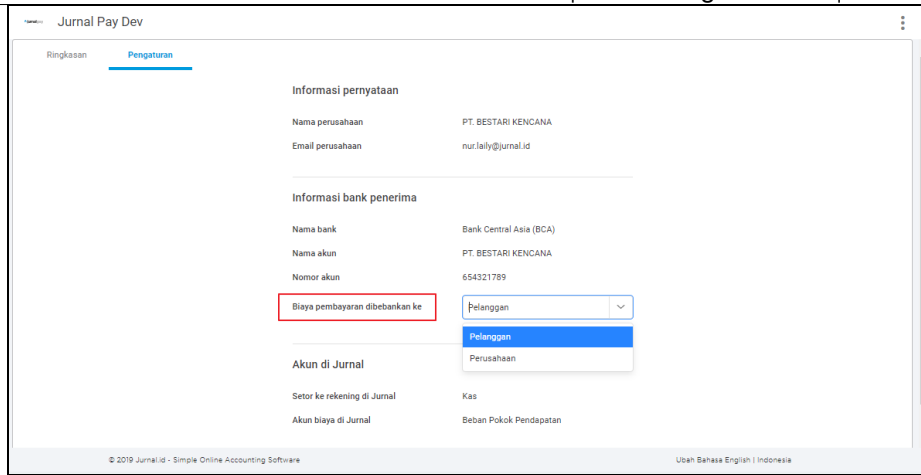 Jurnal Pay Dev
Ringkasan Pengaturan
Informasi pernyataan
Nama perusahaan PT. BESTARI KENCANA
Email perusahaan nur.laily@jurnal.id
Informasi bank penerima
Nama bank Bank Central Asia (BCA)
Nama akun PT. BESTARI KENCANA
Nomor akun 654321789
Biaya pembayaran dibebankan ke Pelanggan
Pelanggan
Perusahaan
Akun di Jurnal
Setor ke rekening di Jurnal Kas
Akun biaya di Jurnal Beban Pokok Pendapatan
© 2019 Jurnal.id - Simple Online Accounting Software Ubah Bahasa English | Indonesia